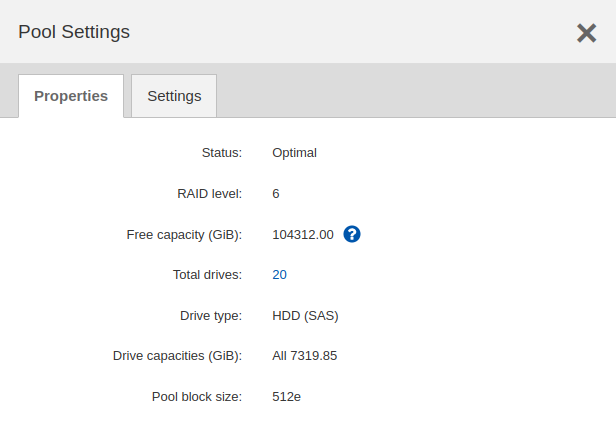 Pool Settings
Properties
Settings
Status: Optimal
RAID level: 6
Free capacity (GiB): 104312.00 ?
Total drives: 20
Drive type: HDD (SAS)
Drive capacities (GiB): All 7319.85
Pool block size: 512e